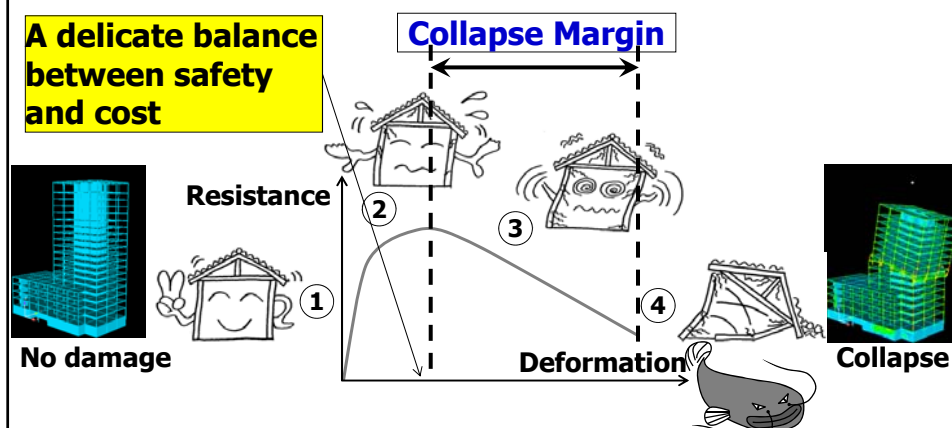 A delicate balance
between safety
and cost
Collapse Margin
Resistance
2
3
1
4
No damage
Deformation
Collapse